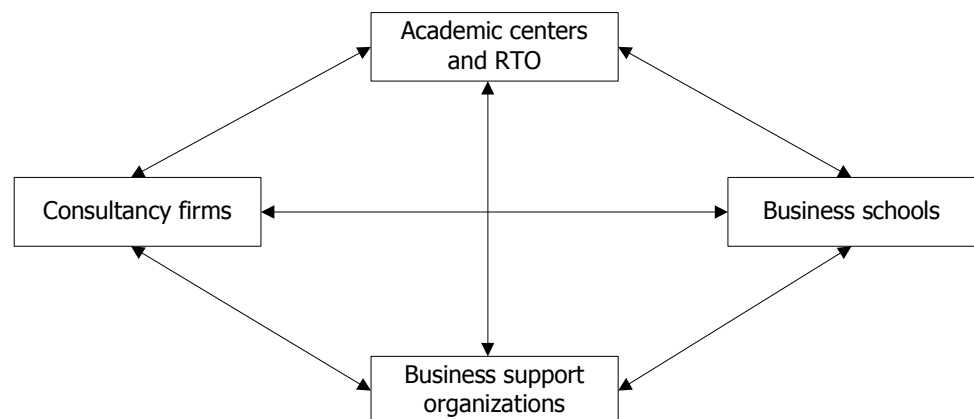 Academic centers
and RTO
Consultancy firms
Business schools
Business support
organizations